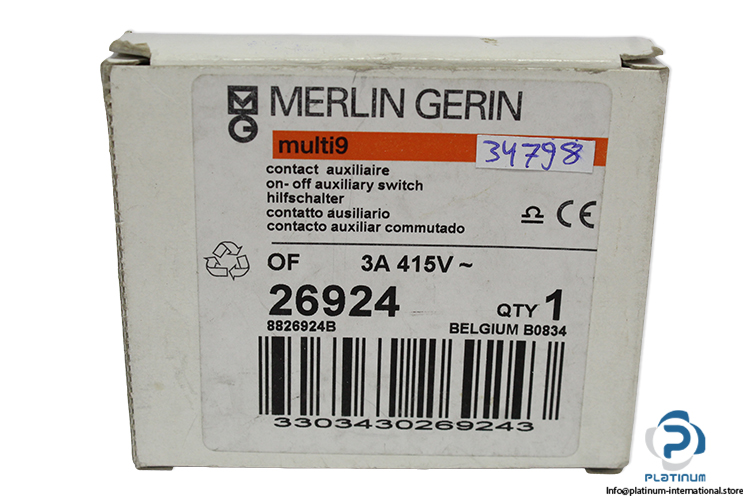 MERLIN GERIN
multi9
34798
contact auxiliaire
on- off auxiliary switch
hilfschalter
contatto ausiliario
contacto auxiliar commutado
CE
OF 3A 415V ~
26924 QTY 1
8826924B BELGIUM B0834
3303430269243
PLATINUM
Info@platinum-international.store